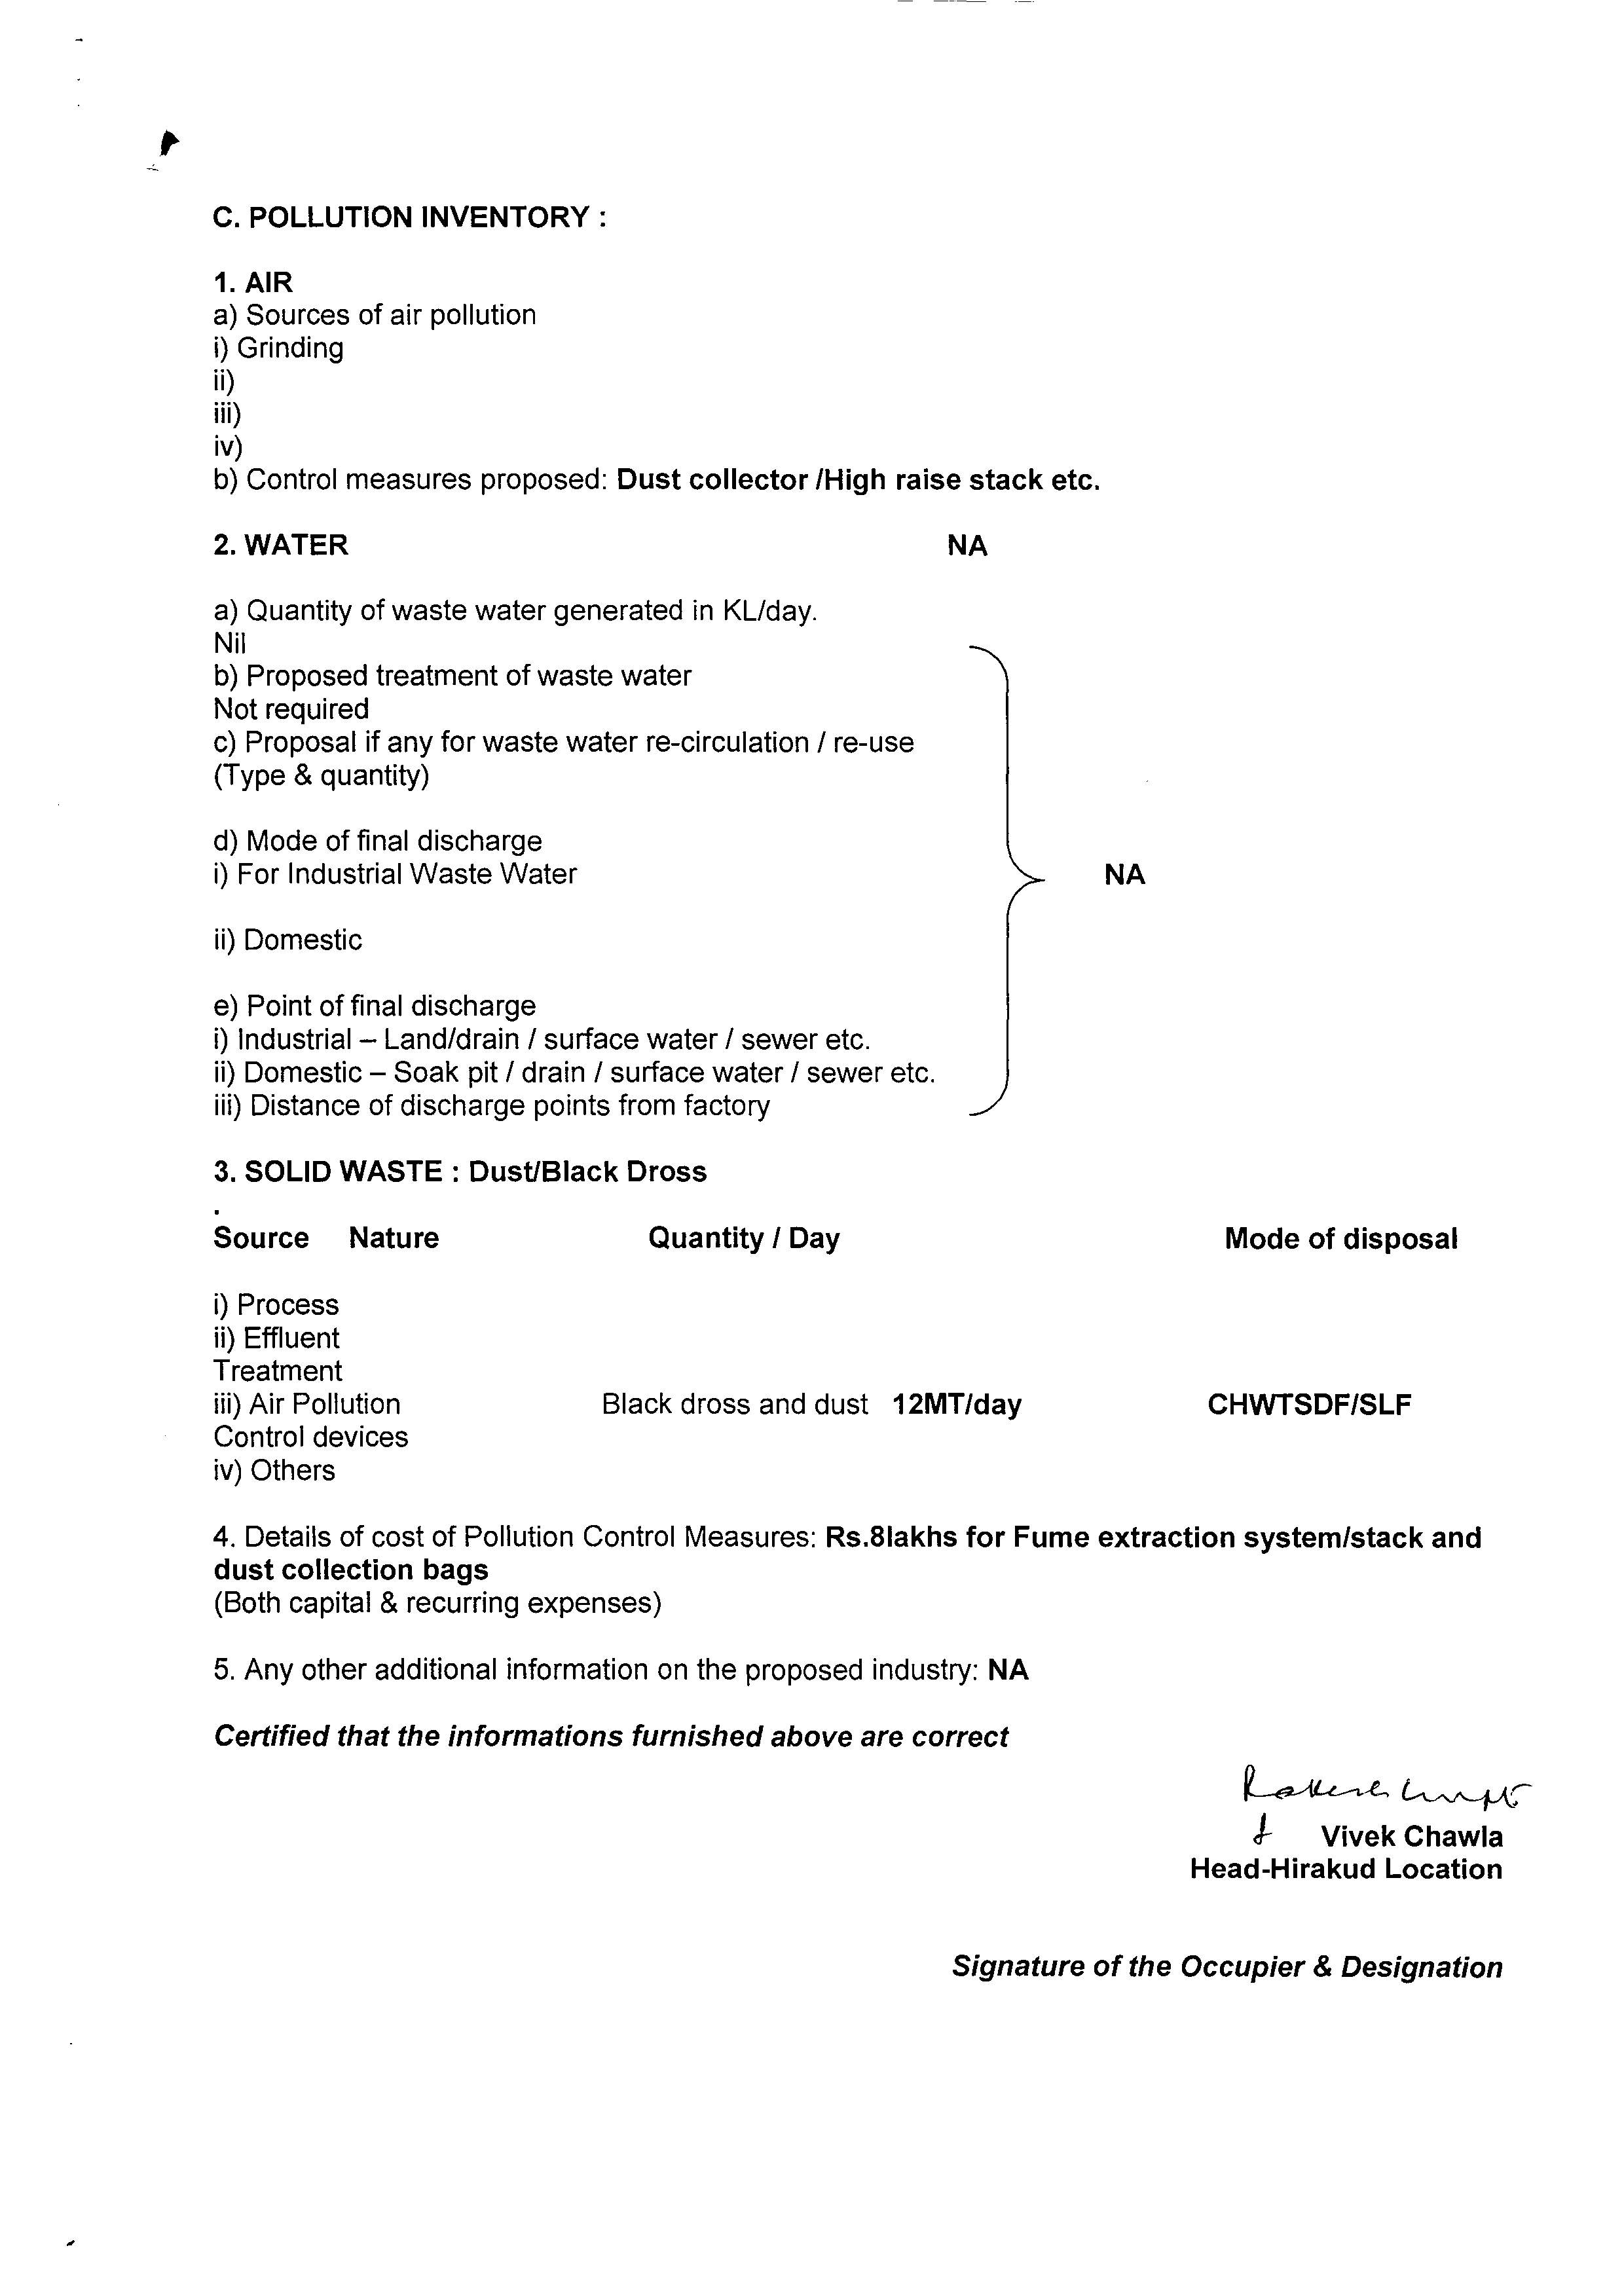 C. POLLUTION INVENTORY :
1. AIR
a) Sources of air pollution
i) Grinding
ii)
iii)
iv)
b) Control measures proposed: Dust collector /High raise stack etc.
2. WATER NA
a) Quantity of waste water generated in KL/day.
Nil
b) Proposed treatment of waste water
Not required
c) Proposal if any for waste water re-circulation / re-use
(Type & quantity)
d) Mode of final discharge
i) For Industrial Waste Water NA
ii) Domestic
e) Point of final discharge
i) Industrial – Land/drain / surface water / sewer etc.
ii) Domestic – Soak pit / drain / surface water / sewer etc.
iii) Distance of discharge points from factory
3. SOLID WASTE : Dust/Black Dross
.
Source Nature Quantity / Day Mode of disposal
i) Process
ii) Effluent
Treatment
iii) Air Pollution Black dross and dust 12MT/day CHWTSDF/SLF
Control devices
iv) Others
4. Details of cost of Pollution Control Measures: Rs.8lakhs for Fume extraction system/stack and
dust collection bags
(Both capital & recurring expenses)
5. Any other additional information on the proposed industry: NA
Certified that the informations furnished above are correct
Vivek Chawla
Head-Hirakud Location
Signature of the Occupier & Designation